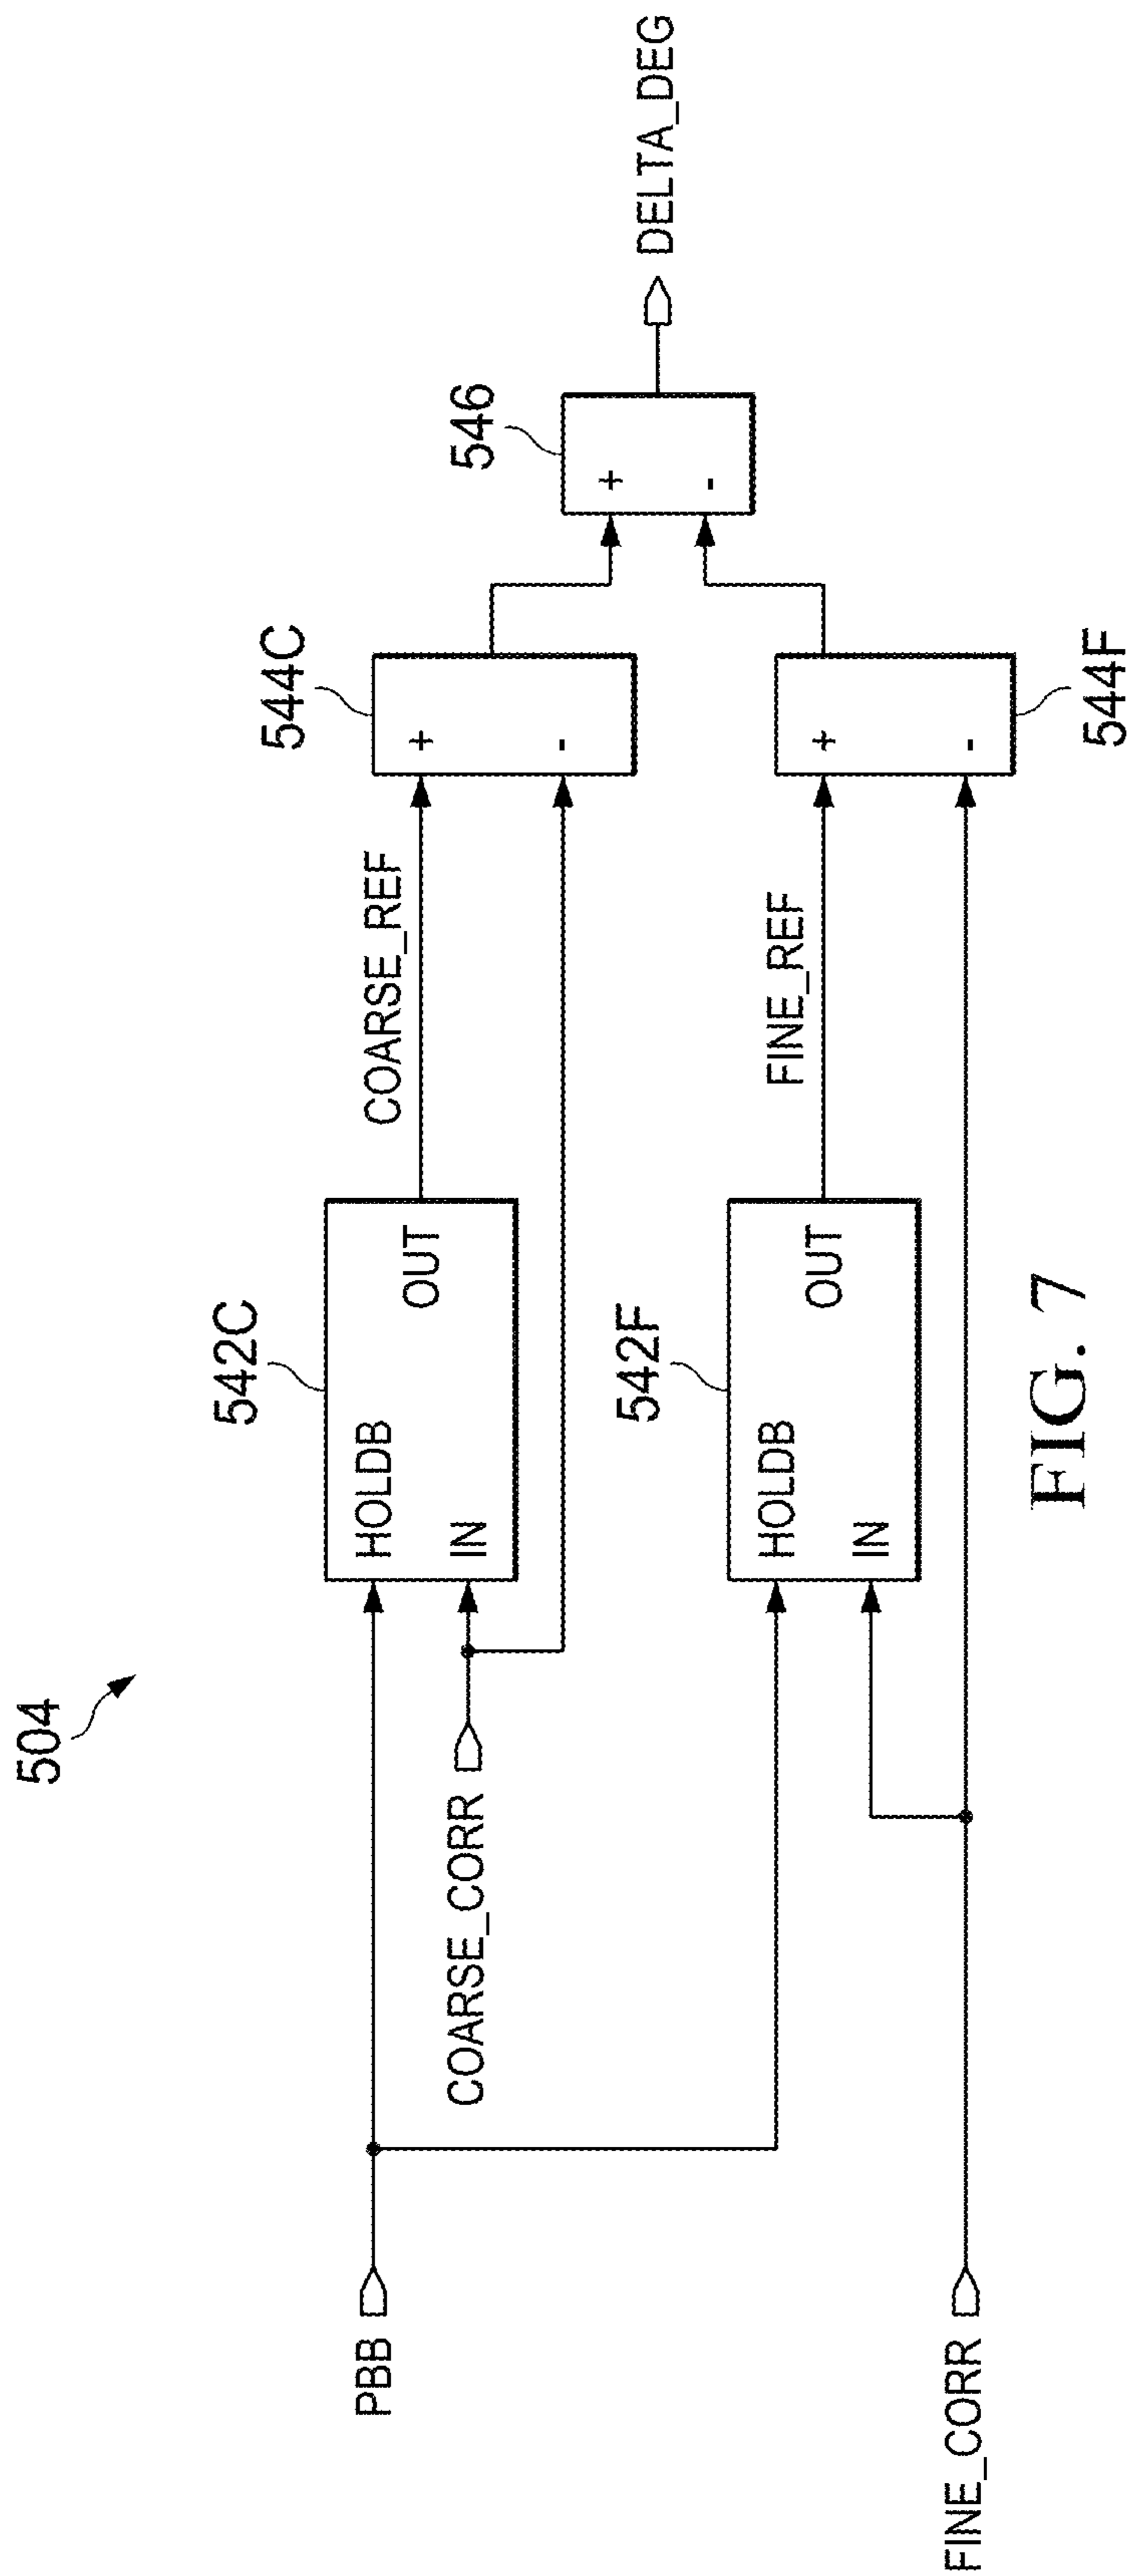 504
542C
HOLDB
IN
OUT
COARSE_REF
544C
+
-
546
+
-
DELTA_DEG
PBB
COARSE_CORR
542F
HOLDB
IN
OUT
FINE_REF
+
-
544F
FINE_CORR
FIG. 7